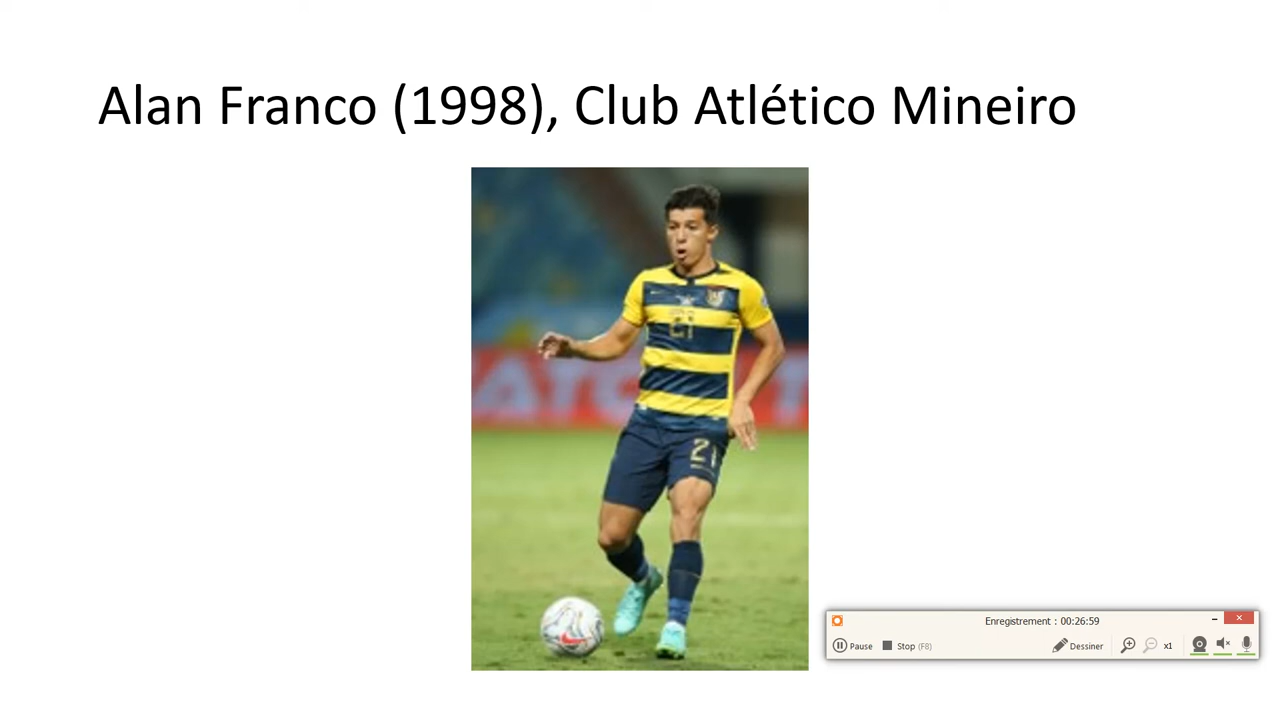 Alan Franco (1998), Club Atlético Mineiro
21
21
Enregistrement : 00:26:59
Pause
Stop (F8)
Dessiner
x1